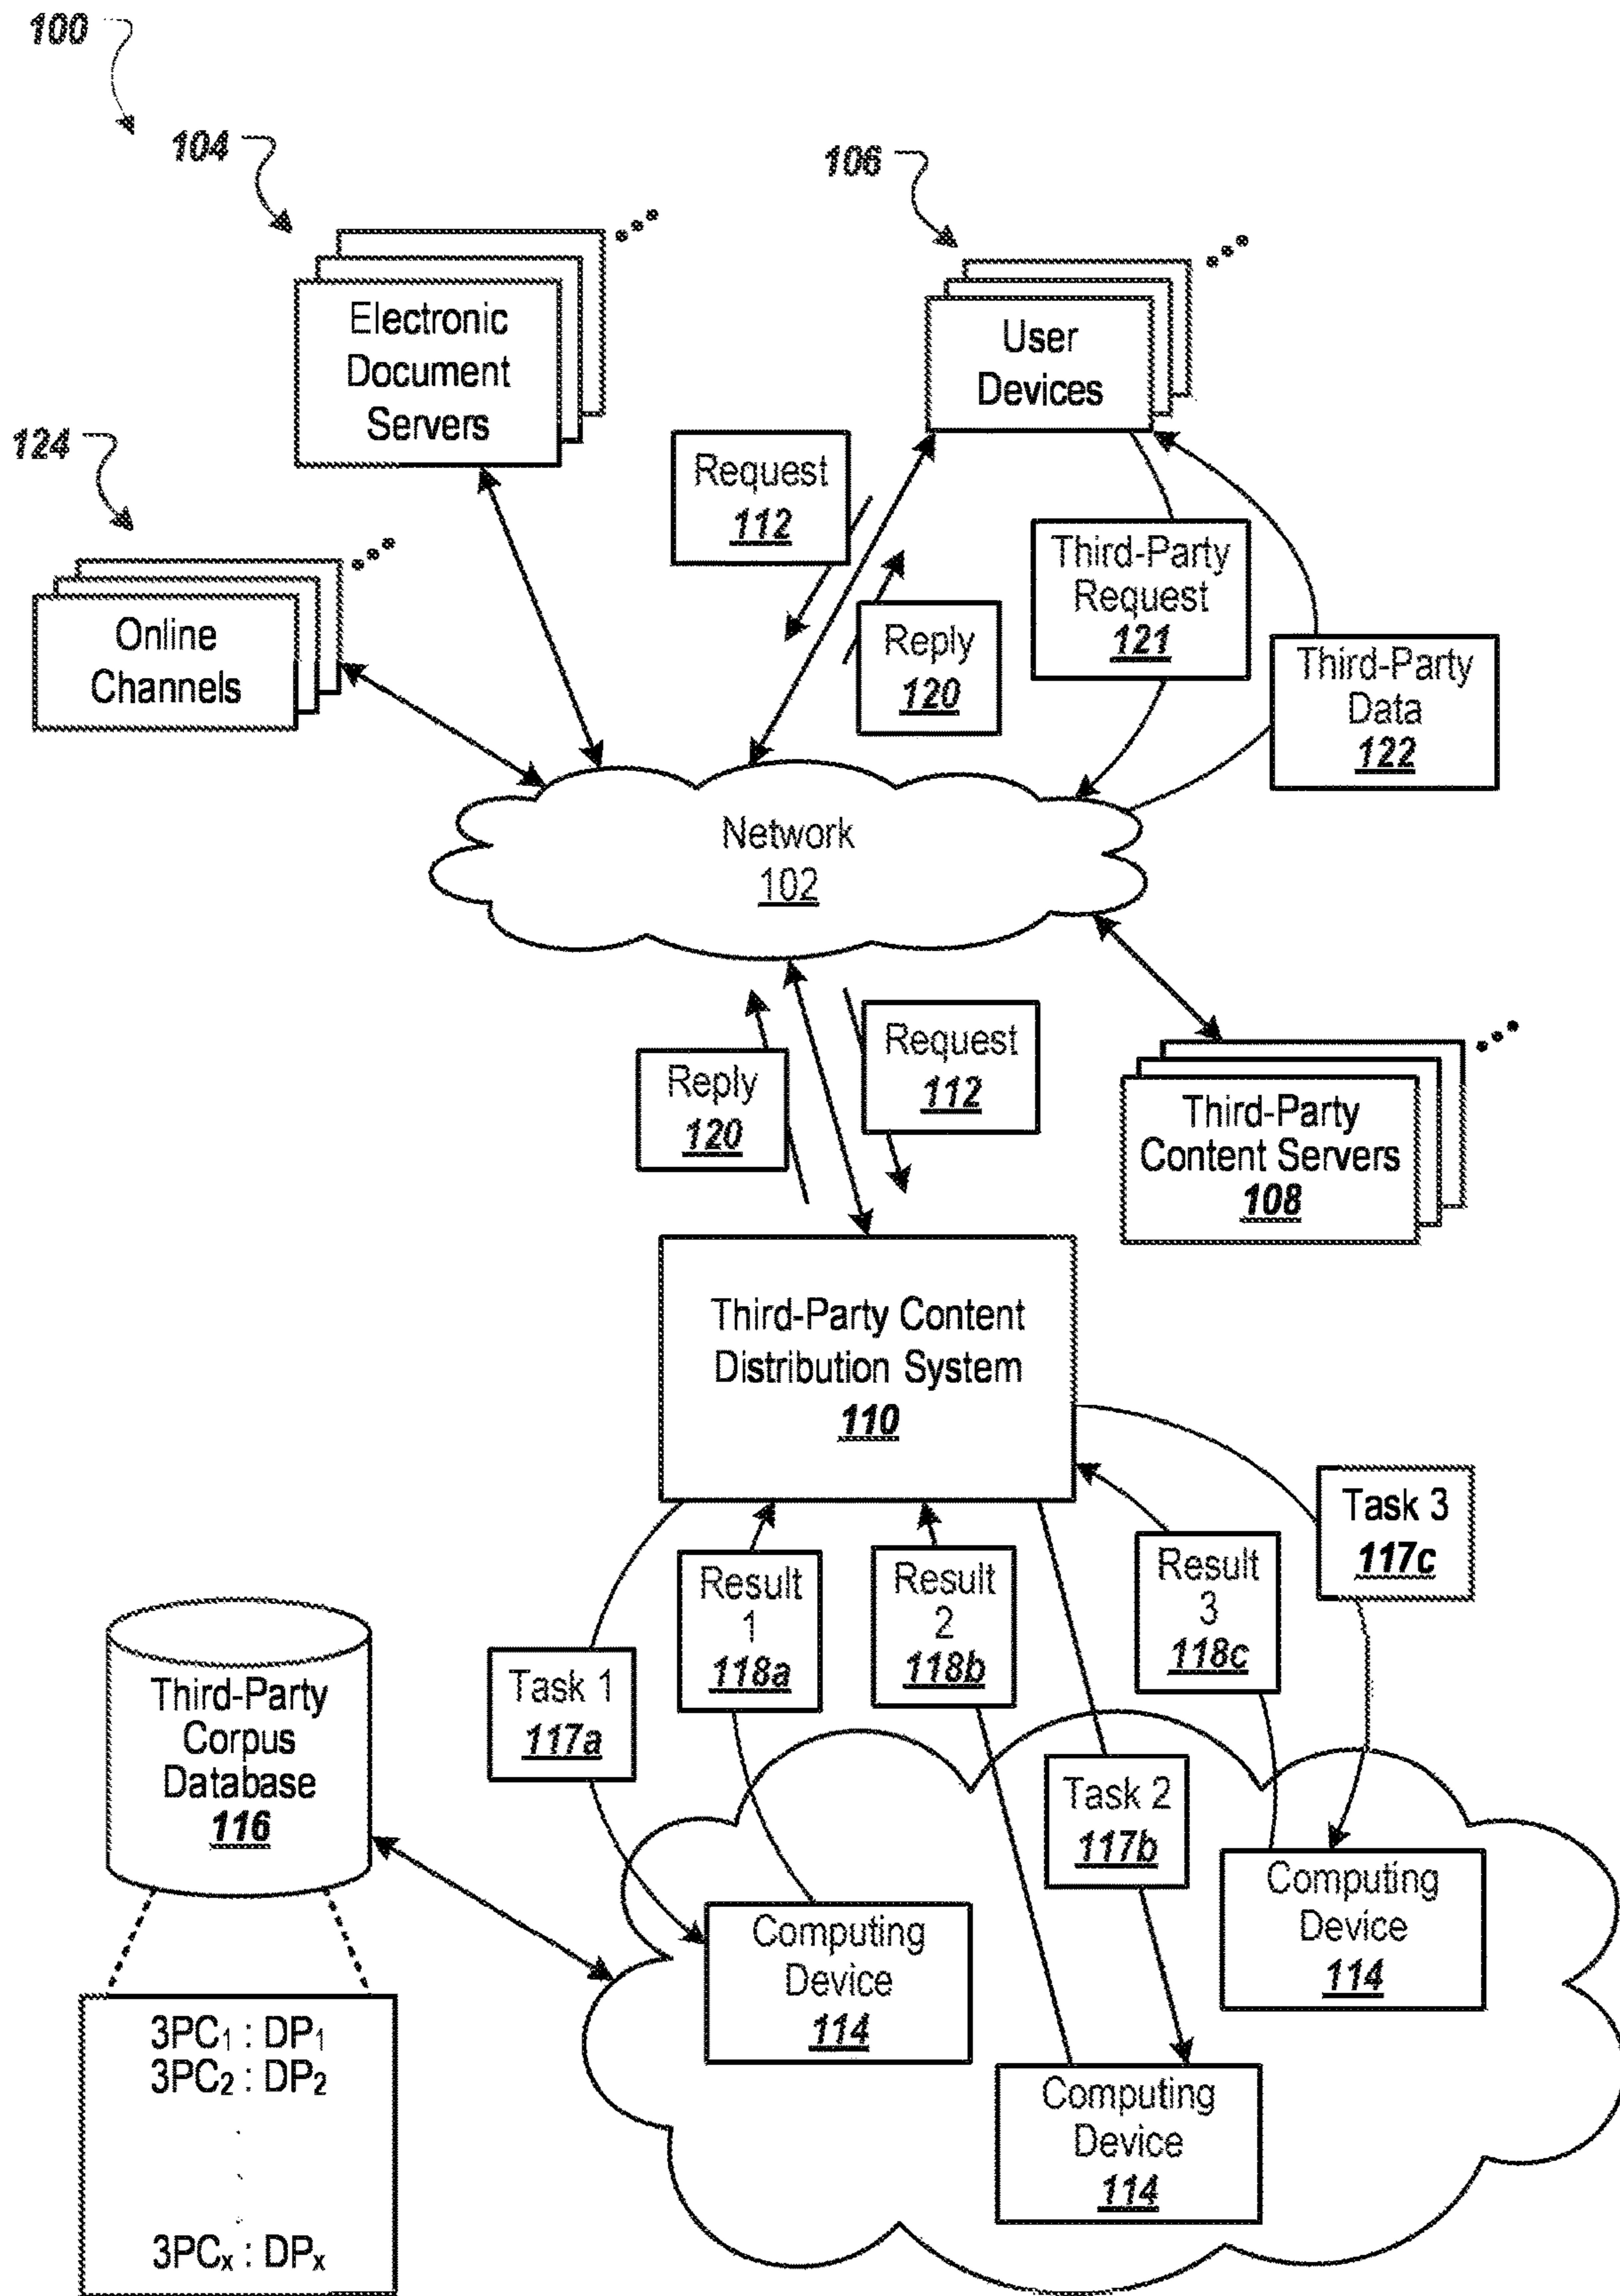 100
104
106
Electronic
Document
Servers
User
Devices
124
Request
112
Third-Party
Request
121
Online
Channels
Reply
120
Third-Party
Data
122
Network
102
Request
112
Reply
120
Third-Party
Content Servers
108
Third-Party Content
Distribution System
110
Task 3
117c
Result
1
118a
Result
2
118b
Result
3
118c
Task 1
117a
Third-Party
Corpus
Database
116
Task 2
117b
Computing
Device
114
Computing
Device
114
Computing
Device
114
3PC₁ : DP₁
3PC₂ : DP₂
.
.
.
3PCₓ : DPₓ